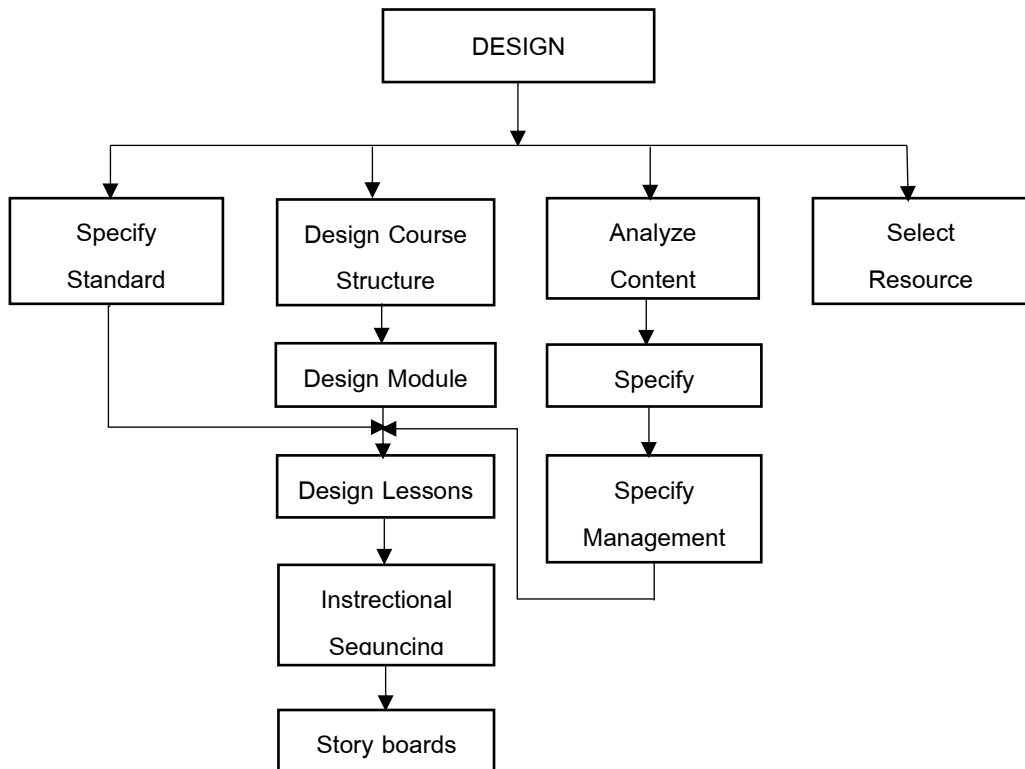 DESIGN
Specify
Standard
Design Course
Structure
Analyze
Content
Select
Resource
Design Module
Specify
Design Lessons
Specify
Management
Instrectional
Seguncing
Story boards